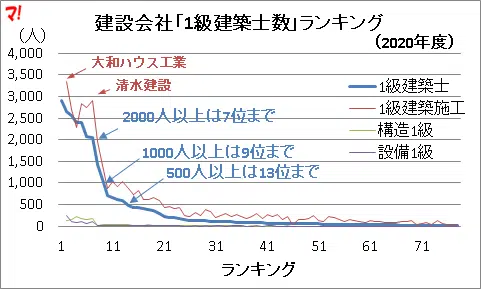 マ!
建設会社「1級建築士数」ランキング
(2020年度)
(人)
4,000
3,500
3,000
2,500
2,000
1,500
1,000
500
0
大和ハウス工業
清水建設
2000人以上は7位まで
1000人以上は9位まで
500人以上は13位まで
1級建築士
1級建築施工
構造1級
設備1級
1 11 21 31 41 51 61 71
ランキング